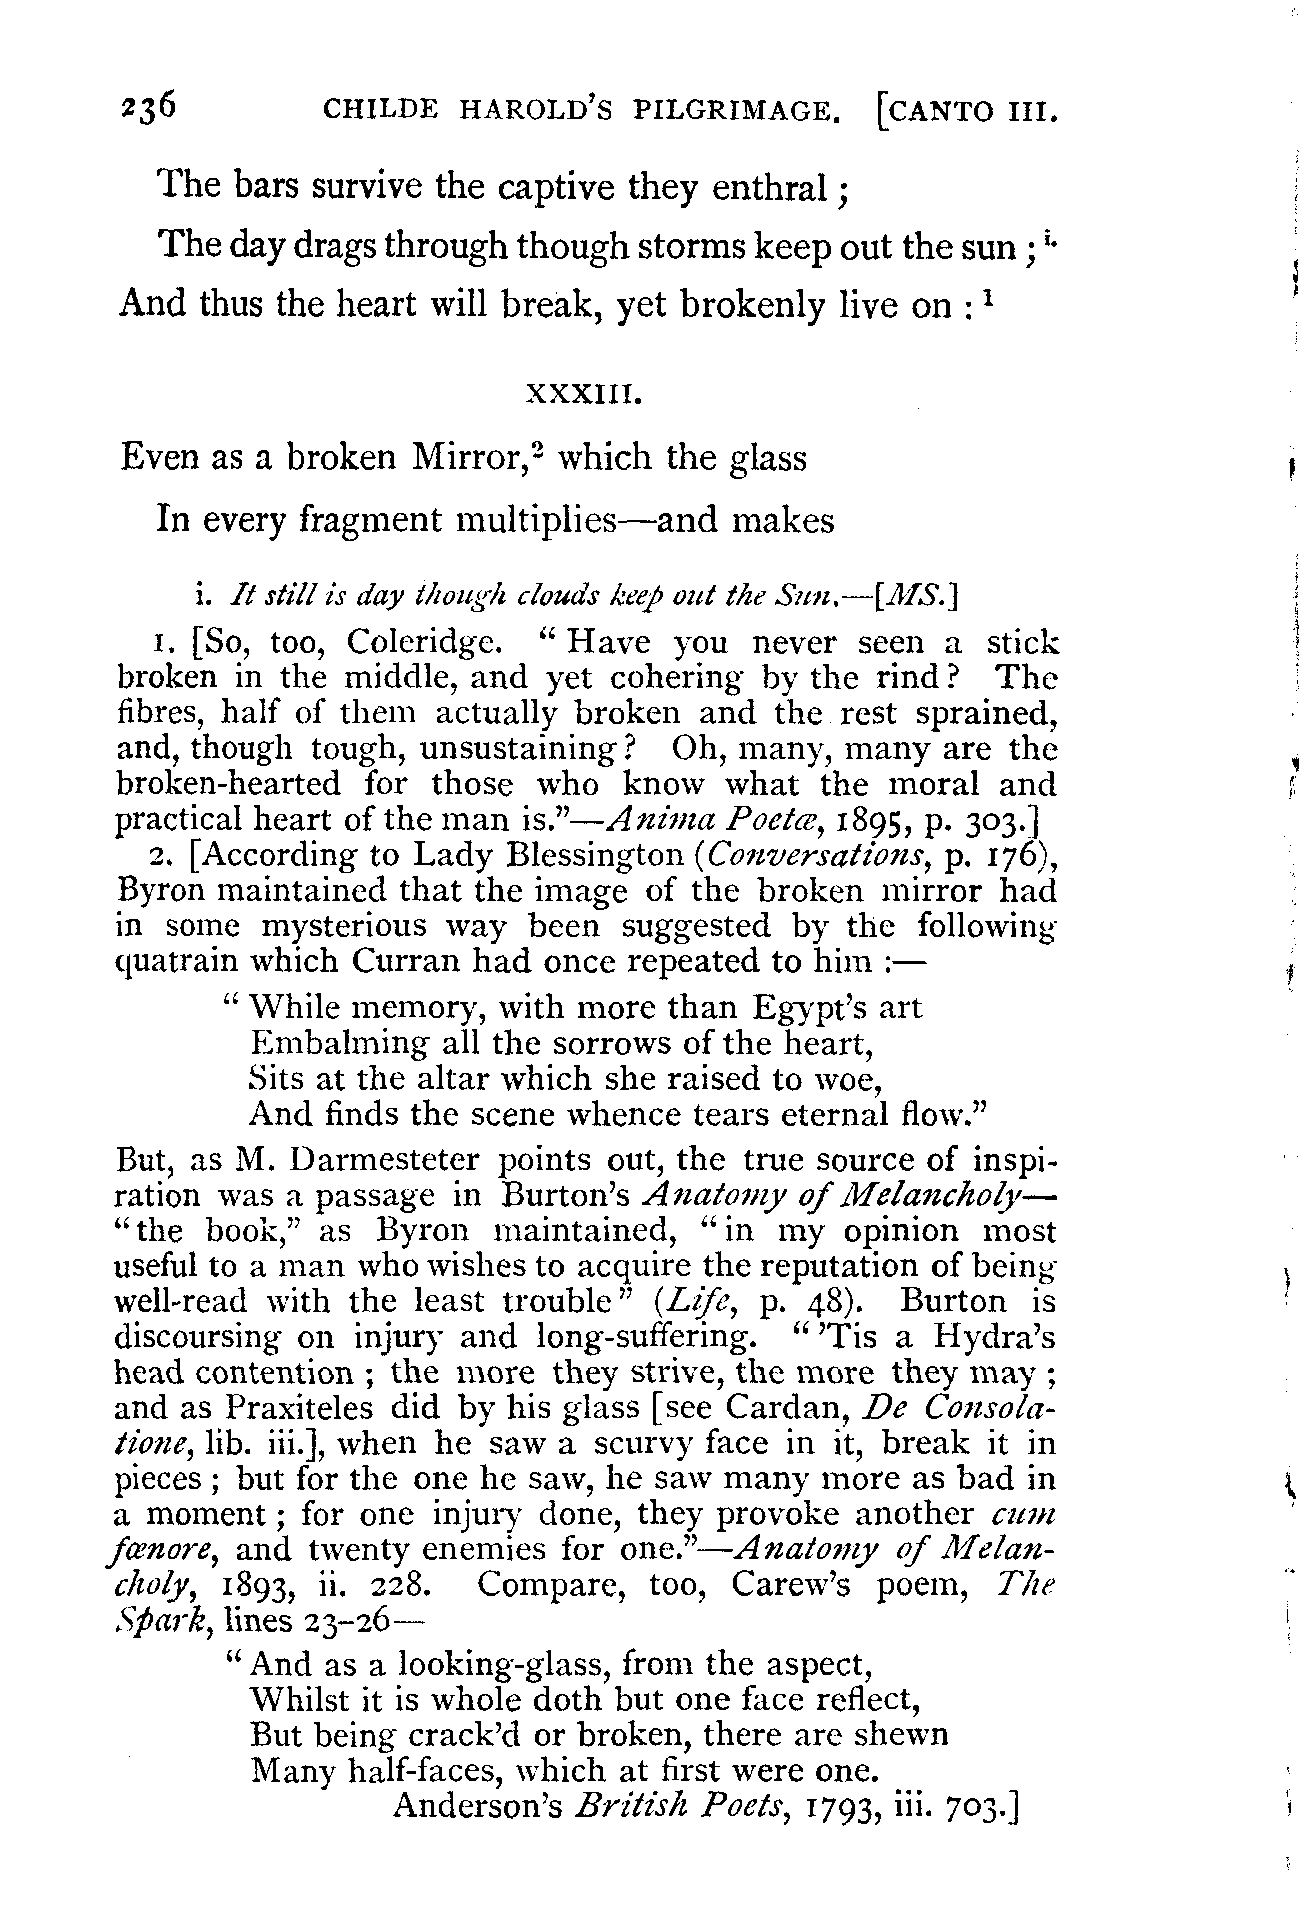 236 CHILDE HAROLD'S PILGRIMAGE. [CANTO III.
The bars survive the captive they enthral ;
The day drags through though storms keep out the sun ; i.
And thus the heart will break, yet brokenly live on : 1
XXXIII.
Even as a broken Mirror,2 which the glass
In every fragment multiplies—and makes
i. It still is day though clouds keep out the Sun.—[MS.]
1. [So, too, Coleridge. "Have you never seen a stick
broken in the middle, and yet cohering by the rind? The
fibres, half of them actually broken and the rest sprained,
and, though tough, unsustaining? Oh, many, many are the
broken-hearted for those who know what the moral and
practical heart of the man is."—Anima Poetæ, 1895, p. 303.]
2. [According to Lady Blessington (Conversations, p. 176),
Byron maintained that the image of the broken mirror had
in some mysterious way been suggested by the following
quatrain which Curran had once repeated to him :—
"While memory, with more than Egypt's art
Embalming all the sorrows of the heart,
Sits at the altar which she raised to woe,
And finds the scene whence tears eternal flow."
But, as M. Darmesteter points out, the true source of inspi-
ration was a passage in Burton's Anatomy of Melancholy—
"the book," as Byron maintained, "in my opinion most
useful to a man who wishes to acquire the reputation of being
well-read with the least trouble" (Life, p. 48). Burton is
discoursing on injury and long-suffering. "'Tis a Hydra's
head contention ; the more they strive, the more they may ;
and as Praxiteles did by his glass [see Cardan, De Consola-
tione, lib. iii.], when he saw a scurvy face in it, break it in
pieces ; but for the one he saw, he saw many more as bad in
a moment ; for one injury done, they provoke another cum
fœnore, and twenty enemies for one."—Anatomy of Melan-
choly, 1893, ii. 228. Compare, too, Carew's poem, The
Spark, lines 23-26—
"And as a looking-glass, from the aspect,
Whilst it is whole doth but one face reflect,
But being crack'd or broken, there are shewn
Many half-faces, which at first were one.
Anderson's British Poets, 1793, iii. 703.]